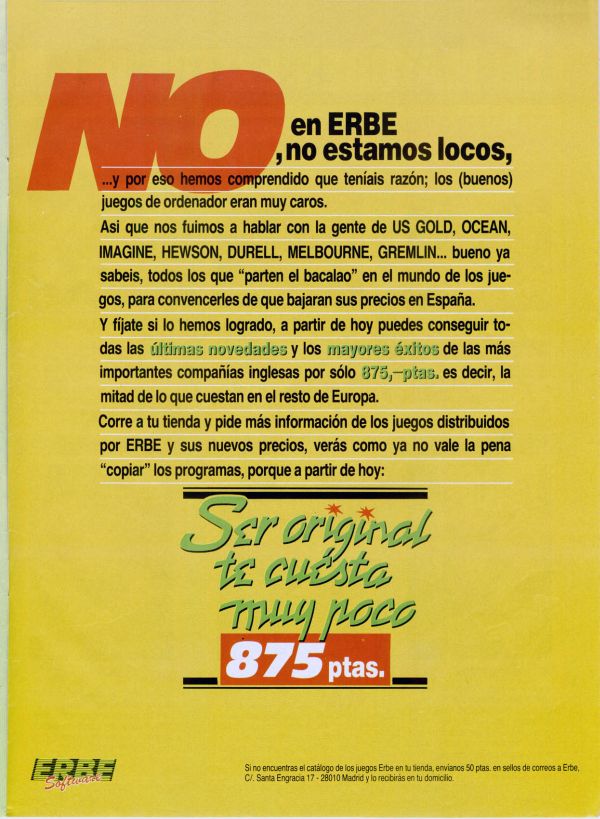 NO en ERBE
, no estamos locos,
...y por eso hemos comprendido que teníais razón; los (buenos)
juegos de ordenador eran muy caros.
Asi que nos fuimos a hablar con la gente de US GOLD, OCEAN,
IMAGINE, HEWSON, DURELL, MELBOURNE, GREMLIN... bueno ya
sabeis, todos los que “parten el bacalao” en el mundo de los jue-
gos, para convencerles de que bajaran sus precios en España.
Y fíjate si lo hemos logrado, a partir de hoy puedes conseguir to-
das las últimas novedades y los mayores éxitos de las más
importantes compañías inglesas por sólo 875,–ptas. es decir, la
mitad de lo que cuestan en el resto de Europa.
Corre a tu tienda y pide más información de los juegos distribuidos
por ERBE y sus nuevos precios, verás como ya no vale la pena
“copiar” los programas, porque a partir de hoy:
Ser original
te cuésta
muy poco
875 ptas.
ERBE
Software
Si no encuentras el catálogo de los juegos Erbe en tu tienda, envíanos 50 ptas. en sellos de correos a Erbe,
C/. Santa Engracia 17 - 28010 Madrid y lo recibirás en tu domicilio.